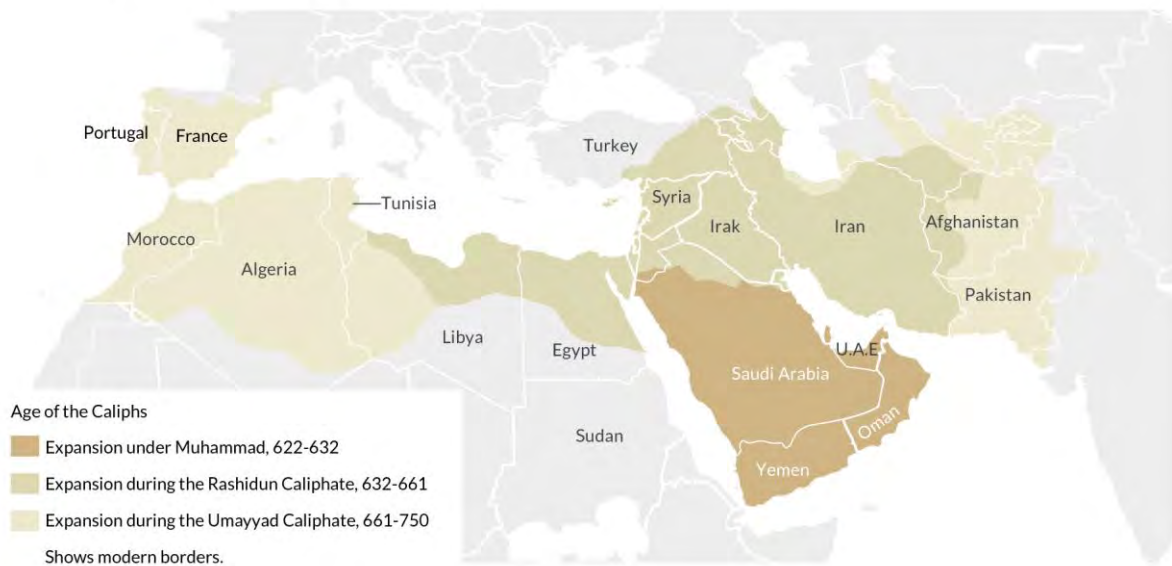 Portugal
France
Turkey
Tunisia
Syria
Irak
Iran
Afghanistan
Morocco
Algeria
Pakistan
Libya
Egypt
U.A.E
Saudi Arabia
Oman
Sudan
Yemen
Age of the Caliphs
Expansion under Muhammad, 622-632
Expansion during the Rashidun Caliphate, 632-661
Expansion during the Umayyad Caliphate, 661-750
Shows modern borders.